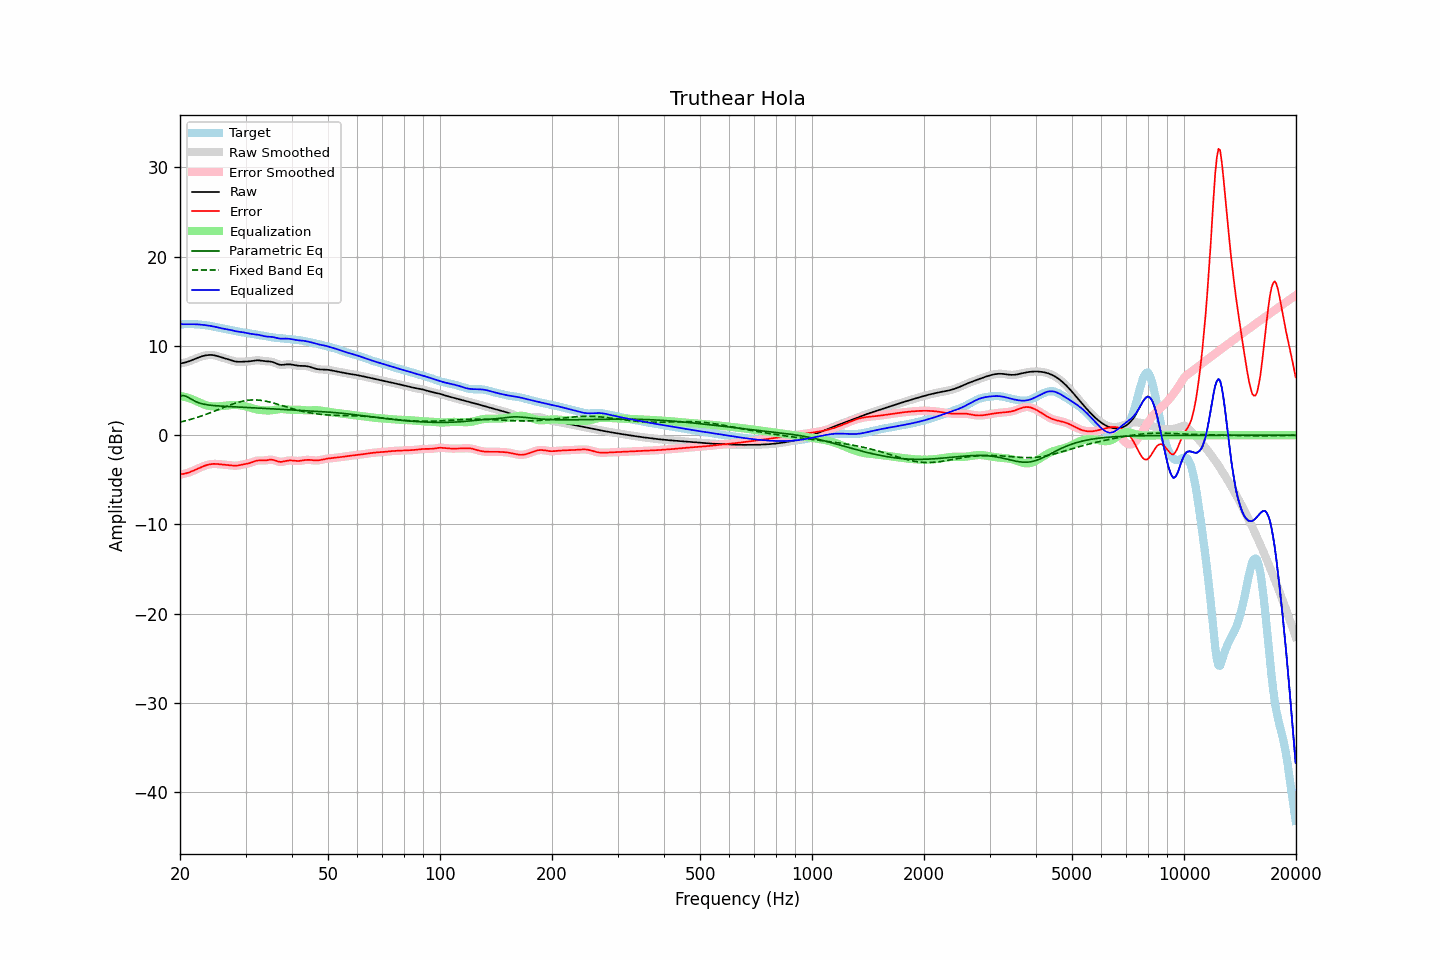 Truthear Hola
Target
Raw Smoothed
Error Smoothed
Raw
Error
Equalization
Parametric Eq
Fixed Band Eq
Equalized
30
20
10
0
−10
−20
−30
−40
Amplitude (dBr)
20
50
100
200
500
1000
2000
5000
10000
20000
Frequency (Hz)